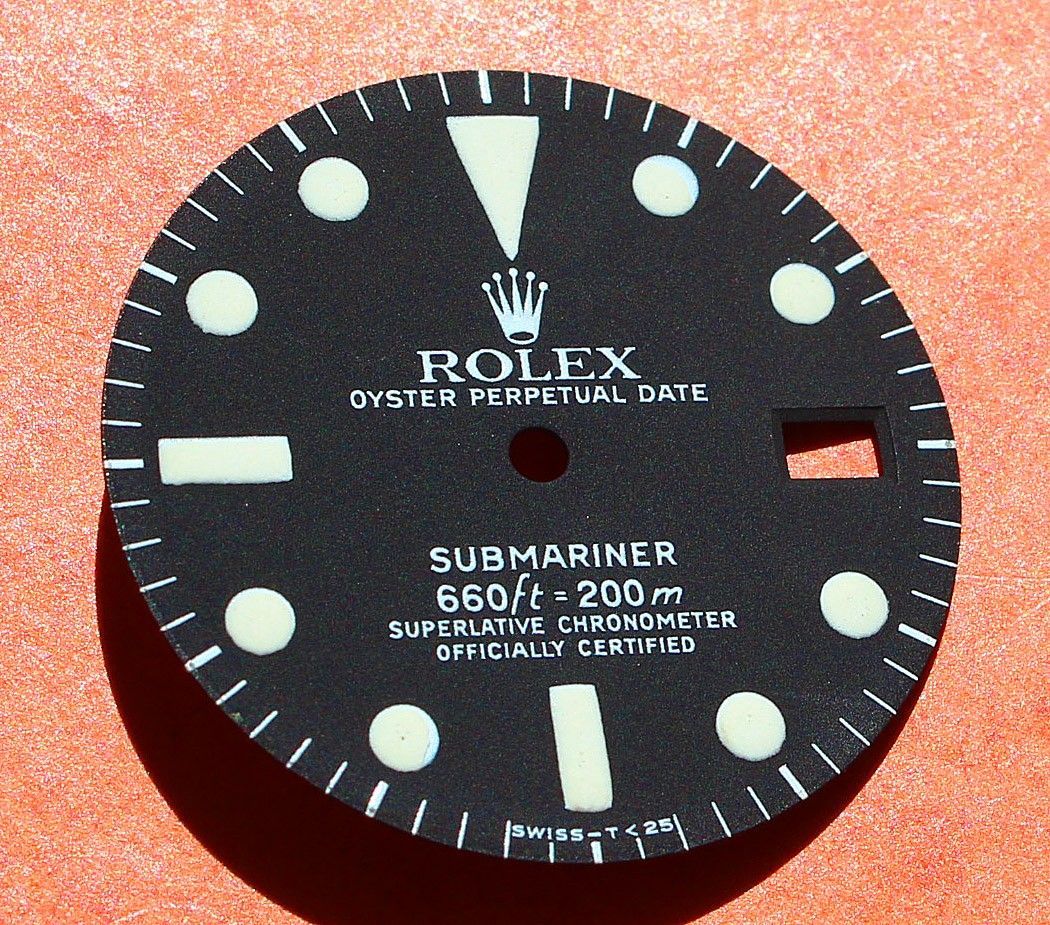 ROLEX
OYSTER PERPETUAL DATE
SUBMARINER
660ft = 200m
SUPERLATIVE CHRONOMETER
OFFICIALLY CERTIFIED
SWISS-T<25